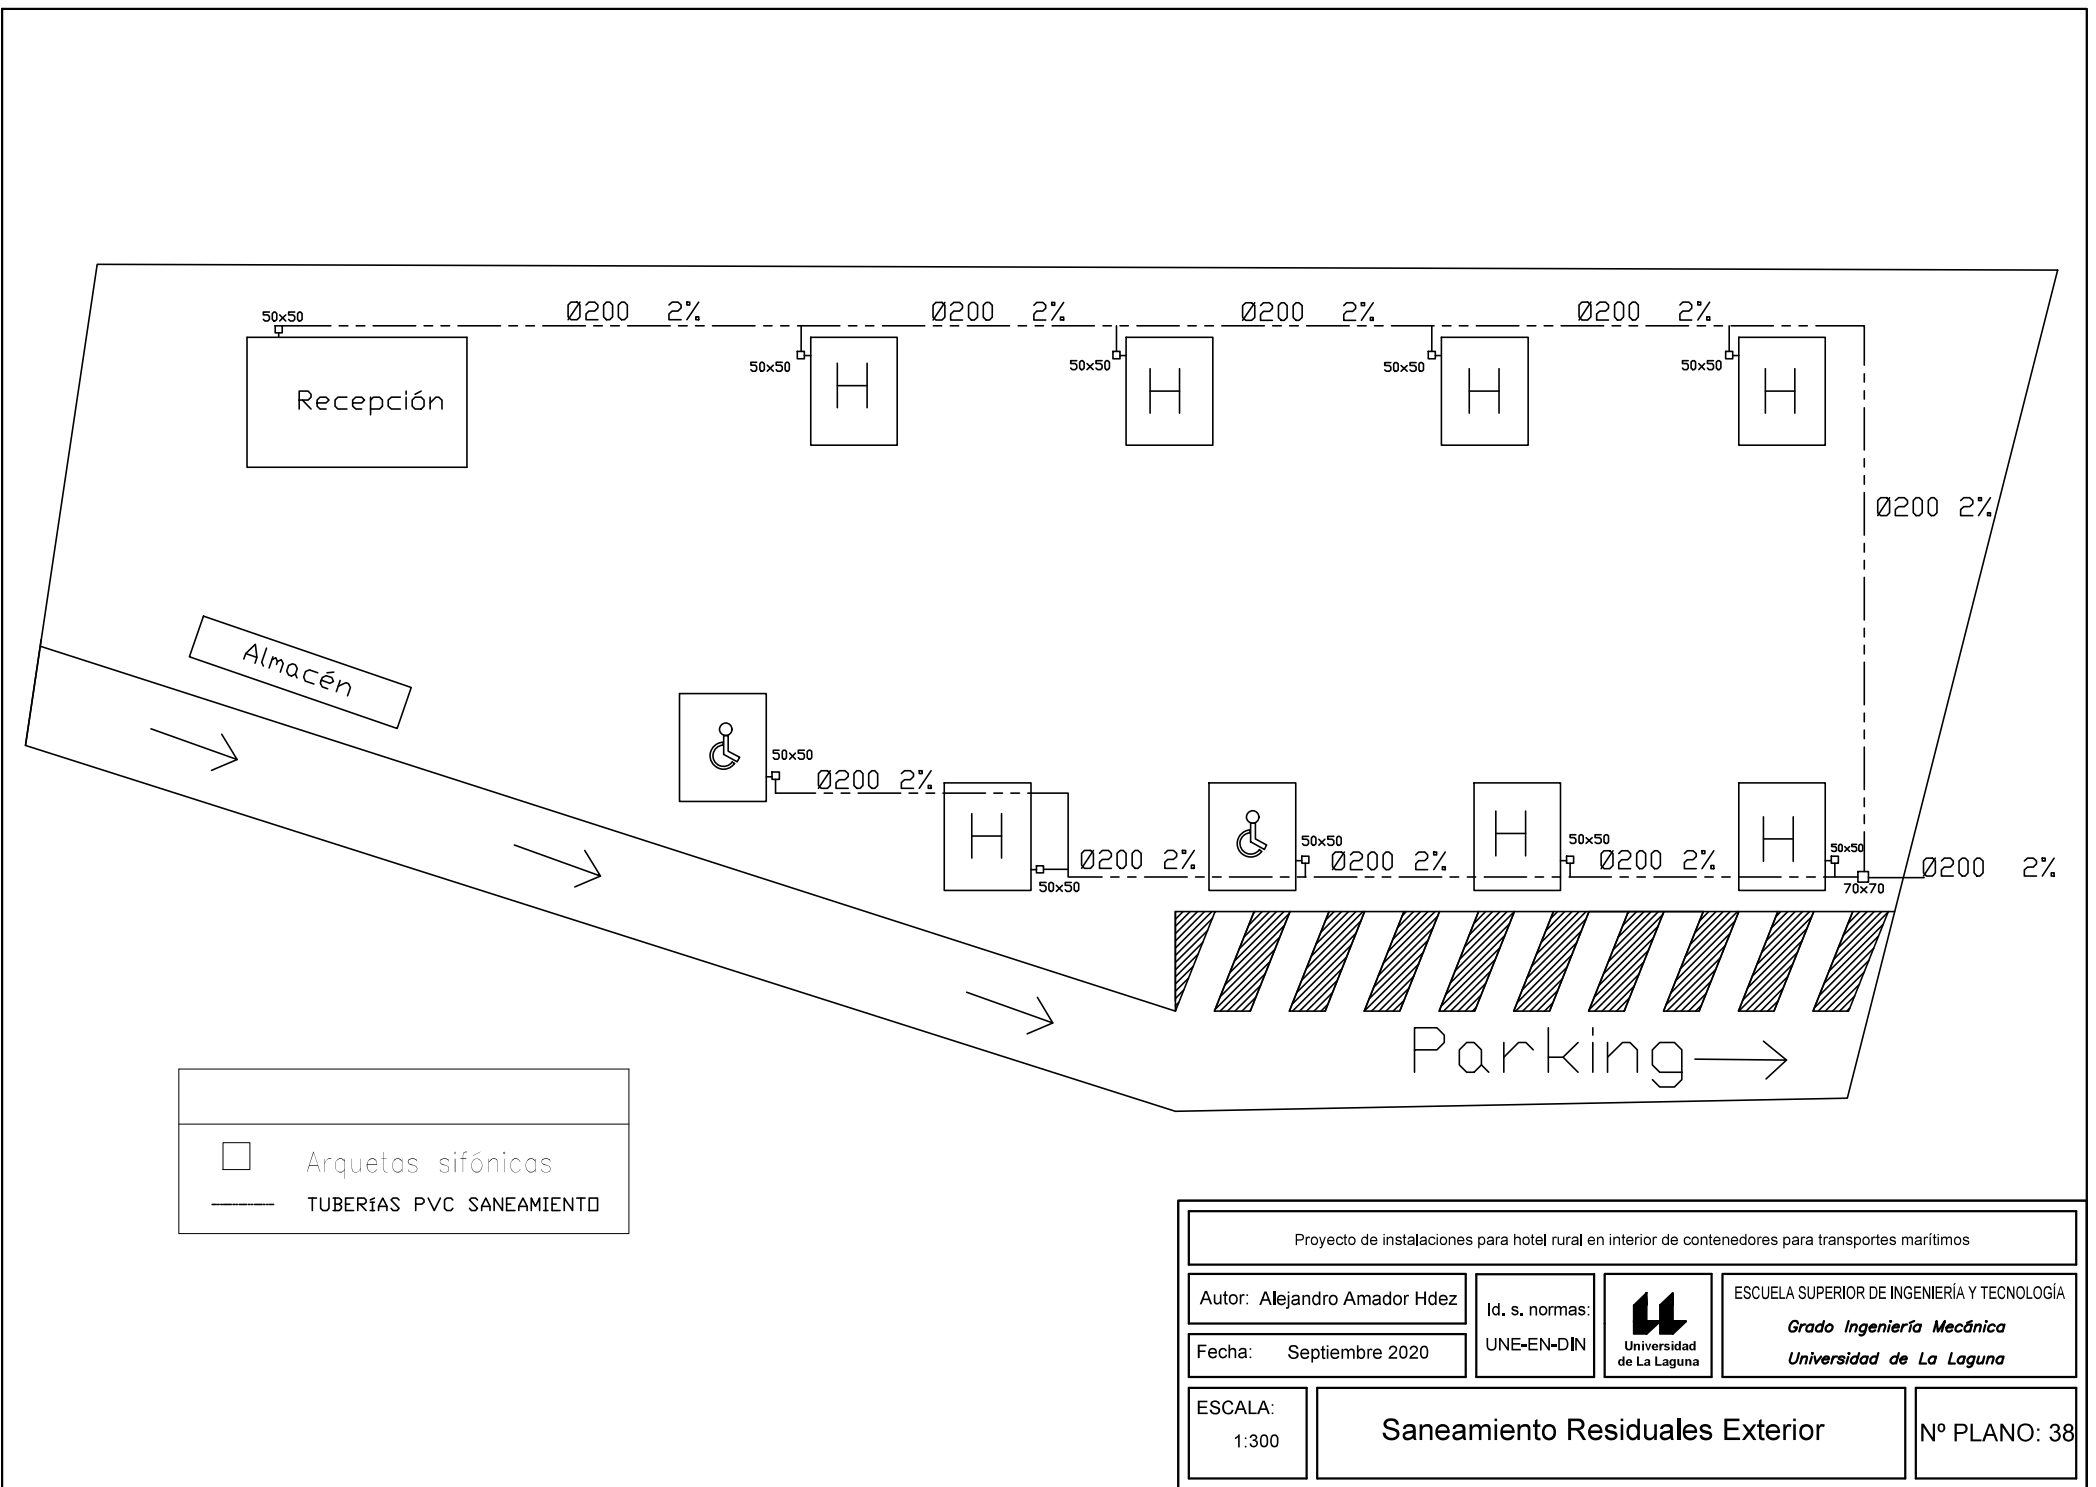 Ø200 2% Ø200 2% Ø200 2% Ø200 2%
50x50
50x50 50x50 50x50 50x50
H H H H
Recepción
Ø200 2%
Almacén
50x50
Ø200 2%
H H H
50x50 50x50 50x50
Ø200 2% Ø200 2% Ø200 2% Ø200 2%
50x50 70x70
Parking
Arquetas sifónicas
TUBERíAS PVC SANEAMIENTO
Proyecto de instalaciones para hotel rural en interior de contenedores para transportes marítimos
Autor: Alejandro Amador Hdez
Fecha: Septiembre 2020
Id. s. normas:
UNE-EN-DIN
Universidad
de La Laguna
ESCUELA SUPERIOR DE INGENIERÍA Y TECNOLOGÍA
Grado Ingeniería Mecánica
Universidad de La Laguna
ESCALA:
1:300
Saneamiento Residuales Exterior
Nº PLANO: 38